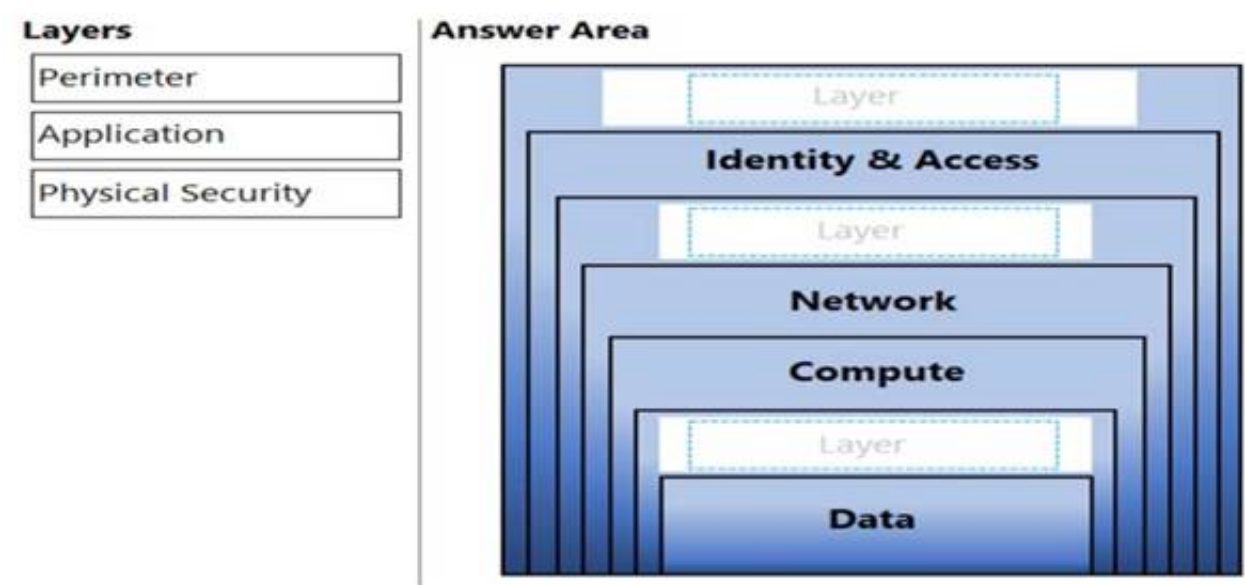 Layers
Perimeter
Application
Physical Security
Answer Area
Layer
Identity & Access
Layer
Network
Compute
Layer
Data